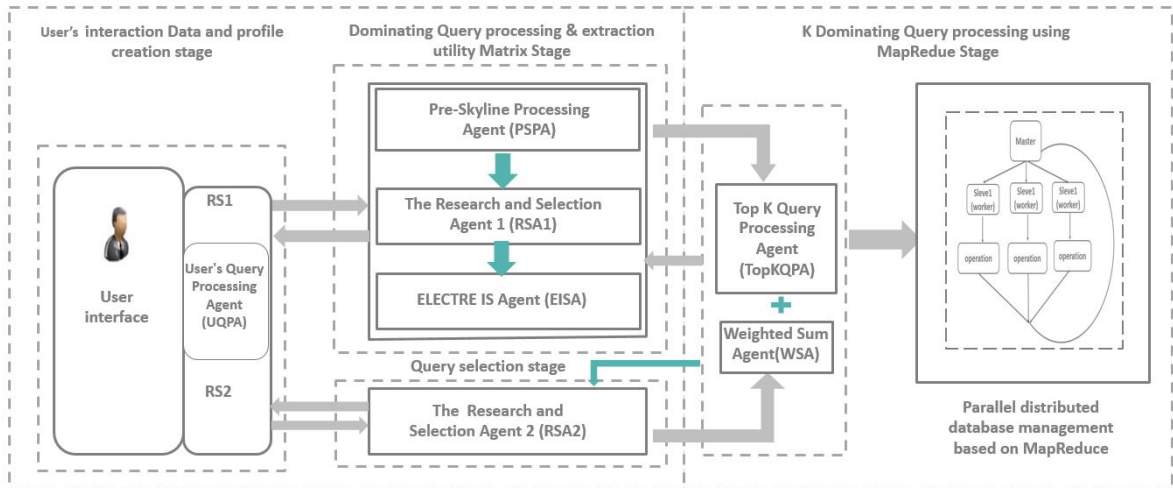 User's interaction Data and profile
creation stage
Dominating Query processing & extraction
utility Matrix Stage
K Dominating Query processing using
MapRedue Stage
Pre-Skyline Processing
Agent (PSPA)
The Research and Selection
Agent 1 (RSA1)
ELECTRE IS Agent (EISA)
RS1
User's Query
Processing
Agent
(UQPA)
RS2
User
interface
Query selection stage
The Research and
Selection Agent 2 (RSA2)
Top K Query
Processing
Agent
(TopKQPA)
+
Weighted Sum
Agent(WSA)
Master
Sleve1
(worker)
Sleve1
(worker)
Sleve1
(worker)
operation
operation
operation
Parallel distributed
database management
based on MapReduce